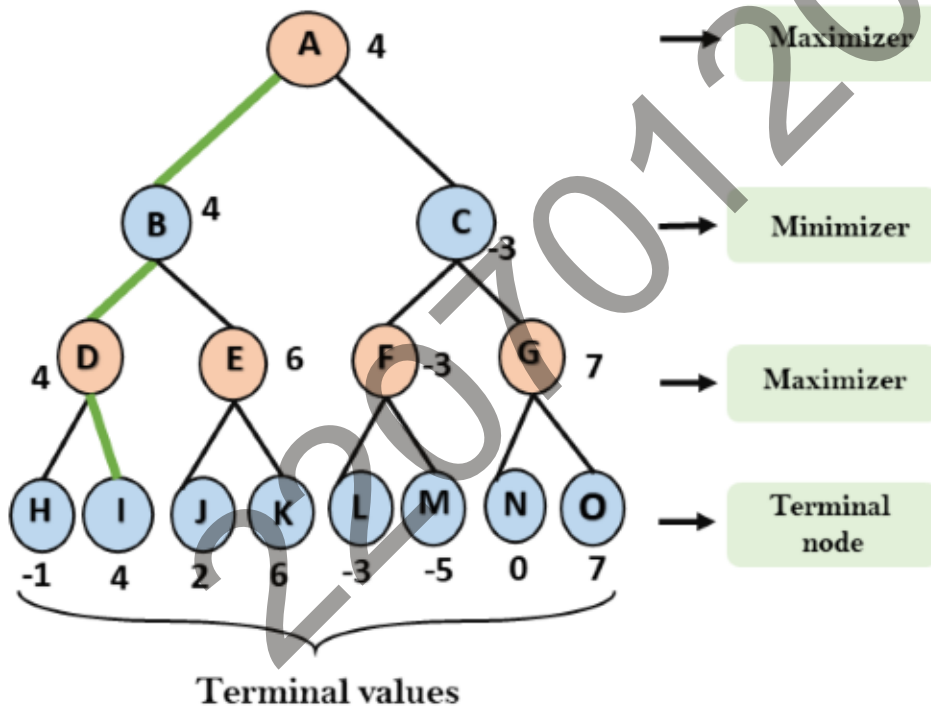 A 4 Maximizer
B 4 C -3 Minimizer
4 D E 6 F -3 G 7 Maximizer
H I J K L M N O Terminal
node
-1 4 2 6 -3 -5 0 7
Terminal values